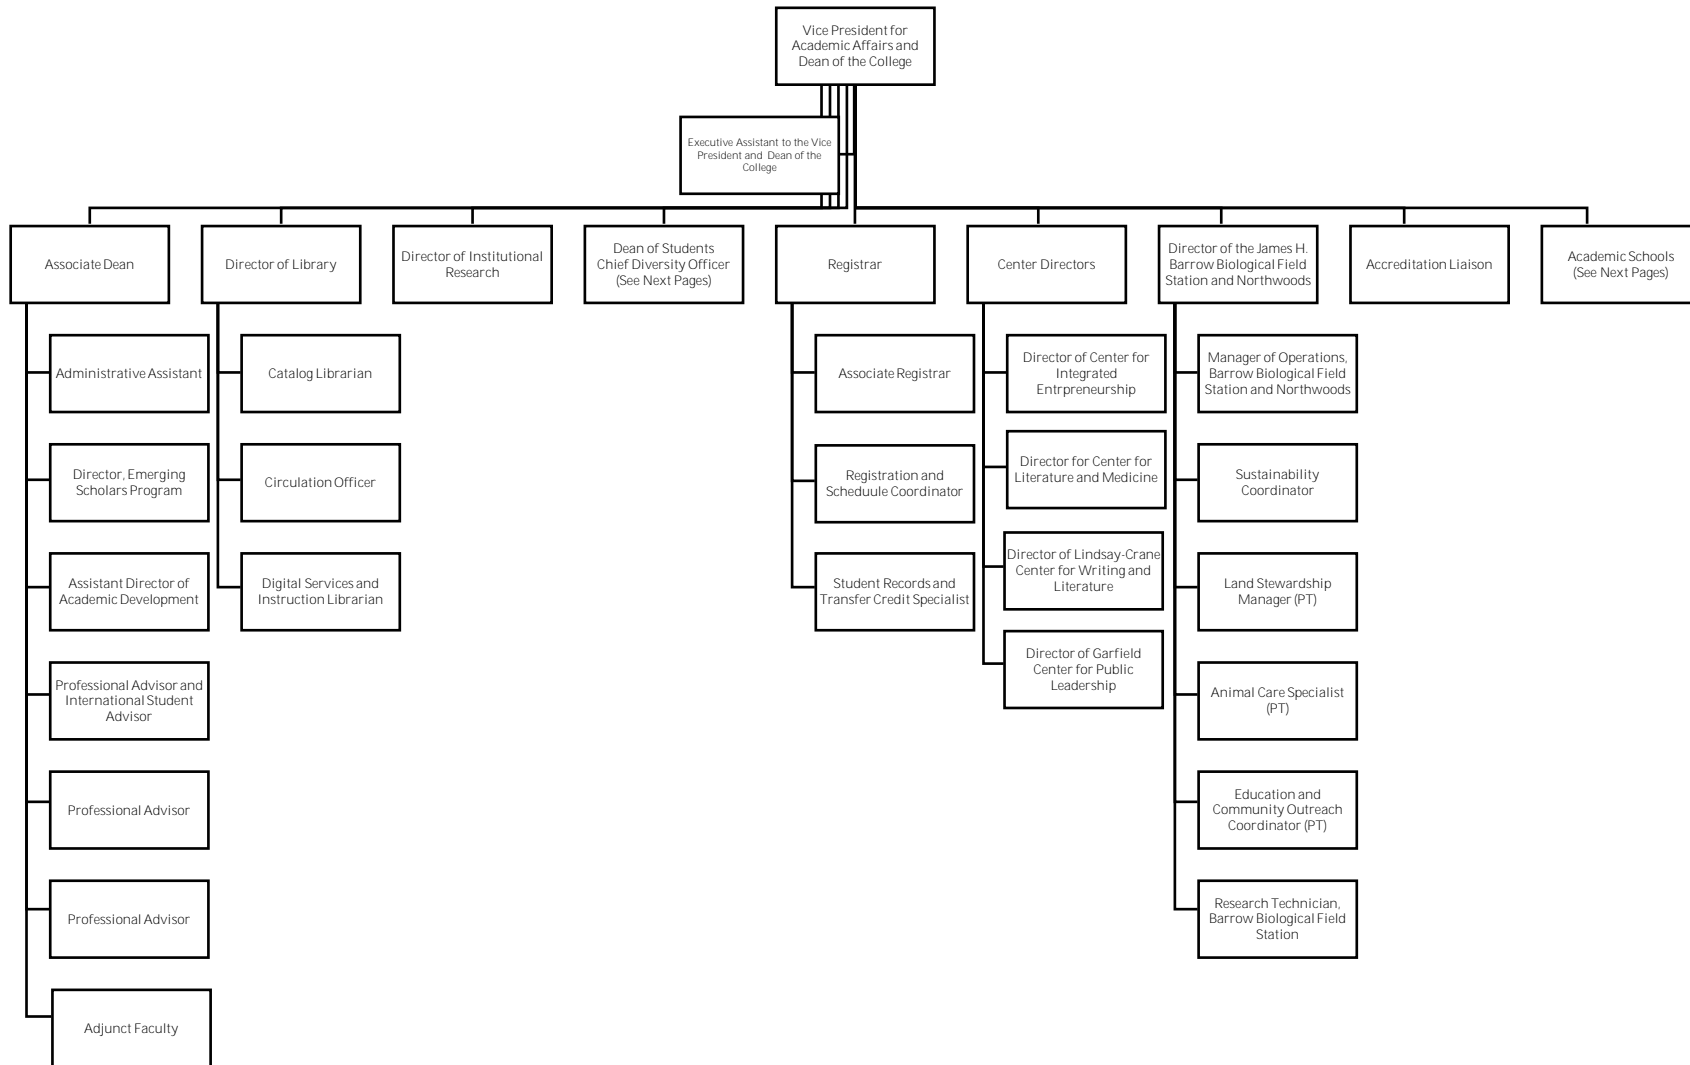 Vice President for
Academic Affairs and
Dean of the College
Executive Assistant to the Vice
President and Dean of the
College
Associate Dean
Director of Library
Director of Institutional
Research
Dean of Students
Chief Diversity Officer
(See Next Pages)
Registrar
Center Directors
Director of the James H.
Barrow Biological Field
Station and Northwoods
Accreditation Liaison
Academic Schools
(See Next Pages)
Administrative Assistant
Director, Emerging
Scholars Program
Assistant Director of
Academic Development
Professional Advisor and
International Student
Advisor
Professional Advisor
Professional Advisor
Adjunct Faculty
Catalog Librarian
Circulation Officer
Digital Services and
Instruction Librarian
Associate Registrar
Registration and
Scheduule Coordinator
Student Records and
Transfer Credit Specialist
Director of Center for
Integrated
Entrpreneurship
Director for Center for
Literature and Medicine
Director of Lindsay-Crane
Center for Writing and
Literature
Director of Garfield
Center for Public
Leadership
Manager of Operations,
Barrow Biological Field
Station and Northwoods
Sustainability
Coordinator
Land Stewardship
Manager (PT)
Animal Care Specialist
(PT)
Education and
Community Outreach
Coordinator (PT)
Research Technician,
Barrow Biological Field
Station